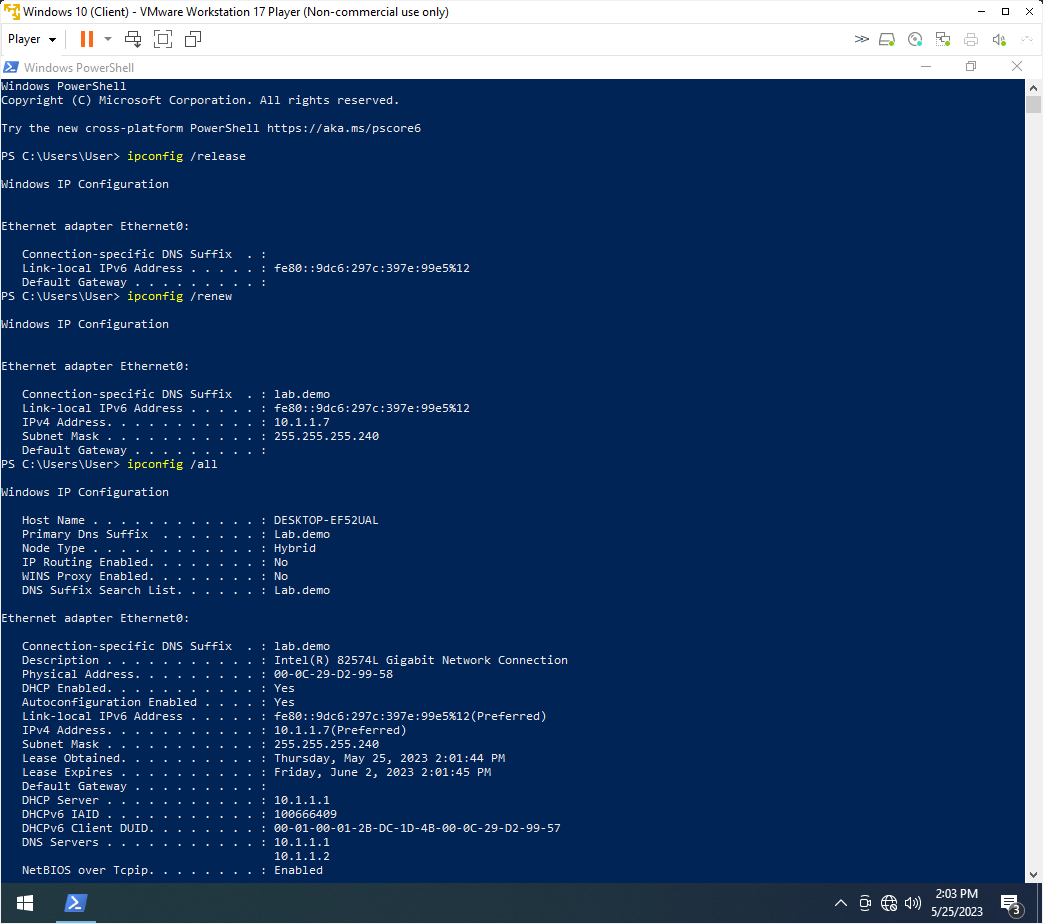 Windows 10 (Client) - VMware Workstation 17 Player (Non-commercial use only)
Player
Windows PowerShell
Windows PowerShell
Copyright (C) Microsoft Corporation. All rights reserved.
Try the new cross-platform PowerShell https://aka.ms/pscore6
PS C:\Users\User> ipconfig /release
Windows IP Configuration
Ethernet adapter Ethernet0:
Connection-specific DNS Suffix  . :
Link-local IPv6 Address . . . . . : fe80::9dc6:297c:397e:99e5%12
Default Gateway . . . . . . . . . :
PS C:\Users\User> ipconfig /renew
Windows IP Configuration
Ethernet adapter Ethernet0:
Connection-specific DNS Suffix  . : lab.demo
Link-local IPv6 Address . . . . . : fe80::9dc6:297c:397e:99e5%12
IPv4 Address. . . . . . . . . . . : 10.1.1.7
Subnet Mask . . . . . . . . . . . : 255.255.255.240
Default Gateway . . . . . . . . . :
PS C:\Users\User> ipconfig /all
Windows IP Configuration
Host Name . . . . . . . . . . . . : DESKTOP-EF52UAL
Primary Dns Suffix  . . . . . . . : Lab.demo
Node Type . . . . . . . . . . . . : Hybrid
IP Routing Enabled. . . . . . . . : No
WINS Proxy Enabled. . . . . . . . : No
DNS Suffix Search List. . . . . . : Lab.demo
Ethernet adapter Ethernet0:
Connection-specific DNS Suffix  . : lab.demo
Description . . . . . . . . . . . : Intel(R) 82574L Gigabit Network Connection
Physical Address. . . . . . . . . : 00-0C-29-D2-99-58
DHCP Enabled. . . . . . . . . . . : Yes
Autoconfiguration Enabled . . . . : Yes
Link-local IPv6 Address . . . . . : fe80::9dc6:297c:397e:99e5%12(Preferred)
IPv4 Address. . . . . . . . . . . : 10.1.1.7(Preferred)
Subnet Mask . . . . . . . . . . . : 255.255.255.240
Lease Obtained. . . . . . . . . . : Thursday, May 25, 2023 2:01:44 PM
Lease Expires . . . . . . . . . . : Friday, June 2, 2023 2:01:45 PM
Default Gateway . . . . . . . . . :
DHCP Server . . . . . . . . . . . : 10.1.1.1
DHCPv6 IAID . . . . . . . . . . . : 100666409
DHCPv6 Client DUID. . . . . . . . : 00-01-00-01-2B-DC-1D-4B-00-0C-29-D2-99-57
DNS Servers . . . . . . . . . . . : 10.1.1.1
10.1.1.2
NetBIOS over Tcpip. . . . . . . . : Enabled
2:03 PM
5/25/2023
3